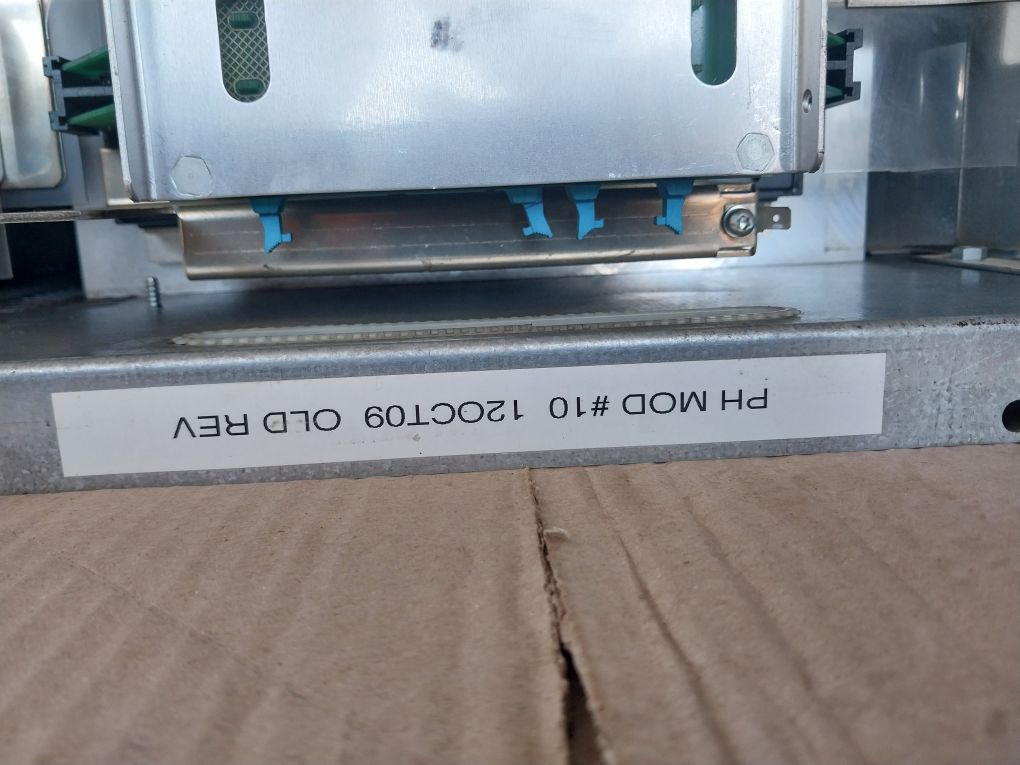 PH MOD #10 12OCT09 OLD REV